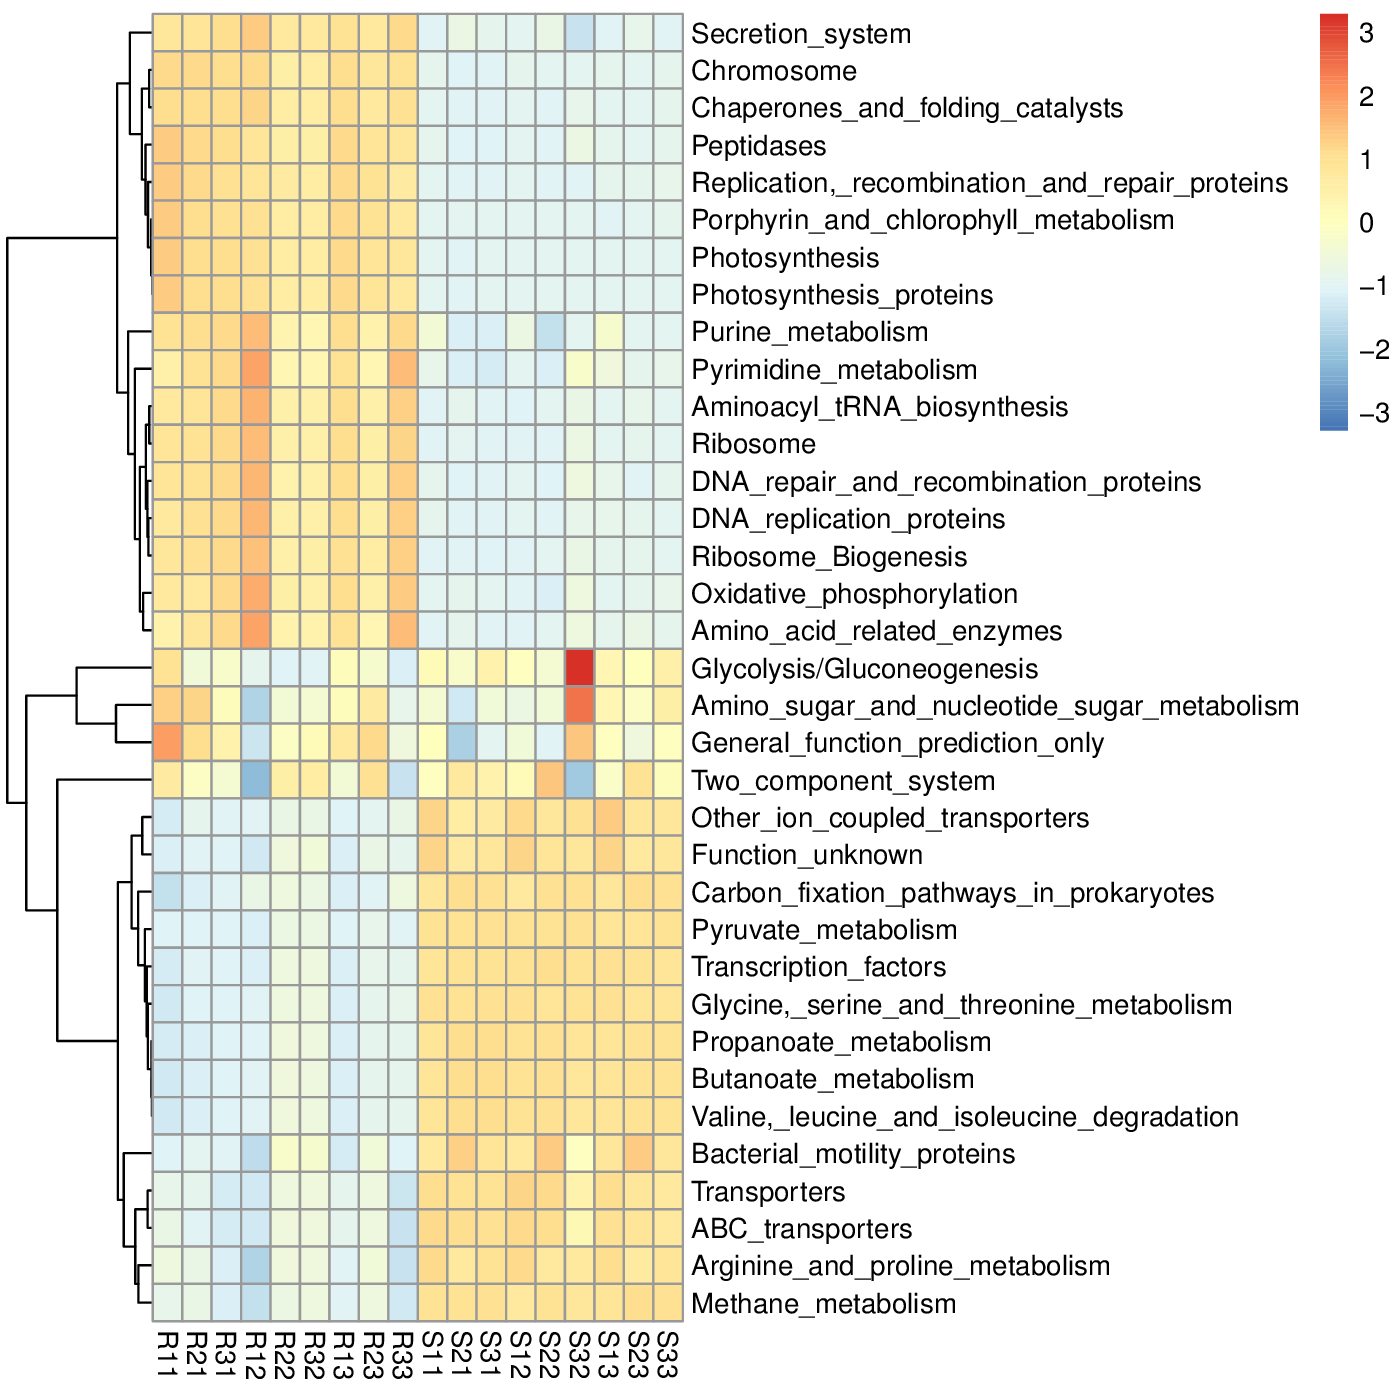 Secretion_system
Chromosome
Chaperones_and_folding_catalysts
Peptidases
Replication,_recombination_and_repair_proteins
Porphyrin_and_chlorophyll_metabolism
Photosynthesis
Photosynthesis_proteins
Purine_metabolism
Pyrimidine_metabolism
Aminoacyl_tRNA_biosynthesis
Ribosome
DNA_repair_and_recombination_proteins
DNA_replication_proteins
Ribosome_Biogenesis
Oxidative_phosphorylation
Amino_acid_related_enzymes
Glycolysis/Gluconeogenesis
Amino_sugar_and_nucleotide_sugar_metabolism
General_function_prediction_only
Two_component_system
Other_ion_coupled_transporters
Function_unknown
Carbon_fixation_pathways_in_prokaryotes
Pyruvate_metabolism
Transcription_factors
Glycine,_serine_and_threonine_metabolism
Propanoate_metabolism
Butanoate_metabolism
Valine,_leucine_and_isoleucine_degradation
Bacterial_motility_proteins
Transporters
ABC_transporters
Arginine_and_proline_metabolism
Methane_metabolism
R11
R21
R31
R12
R22
R32
R13
R23
R33
S11
S21
S31
S12
S22
S32
S13
S23
S33
3
2
1
0
−1
−2
−3